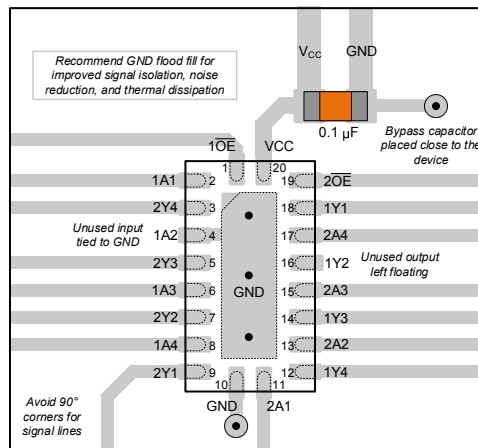 Recommend GND flood fill for
improved signal isolation, noise
reduction, and thermal dissipation
VCC GND
0.1 µF
Bypass capacitor
placed close to the
device
1O̅E̅ VCC
1 20
1A1 2 19 2O̅E̅
2Y4 3 18 1Y1
Unused input
tied to GND
1A2 4 17 2A4
2Y3 5 16 1Y2
Unused output
left floating
1A3 6 15 2A3
GND
2Y2 7 14 1Y3
1A4 8 13 2A2
2Y1 9 12 1Y4
10 11
GND 2A1
Avoid 90°
corners for
signal lines